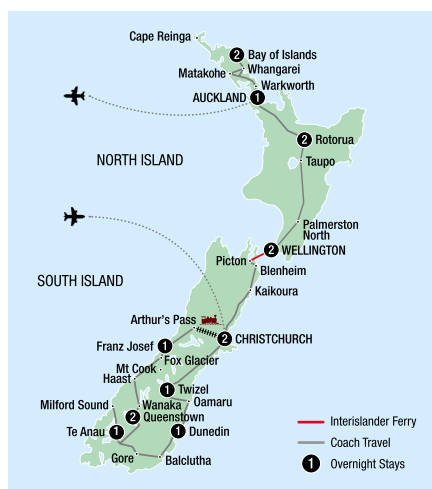 Cape Reinga
2
Bay of Islands
Whangarei
Matakohe
Warkworth
AUCKLAND
1
2
Rotorua
NORTH ISLAND
Taupo
Palmerston
North
2
WELLINGTON
Picton
Blenheim
SOUTH ISLAND
Kaikoura
Arthur's Pass
Franz Josef
1
2
CHRISTCHURCH
Fox Glacier
Mt Cook
Haast
1
Twizel
Oamaru
Milford Sound
Wanaka
2
Queenstown
Te Anau
1
1
Dunedin
Gore
Balclutha
Interislander Ferry
Coach Travel
1
Overnight Stays